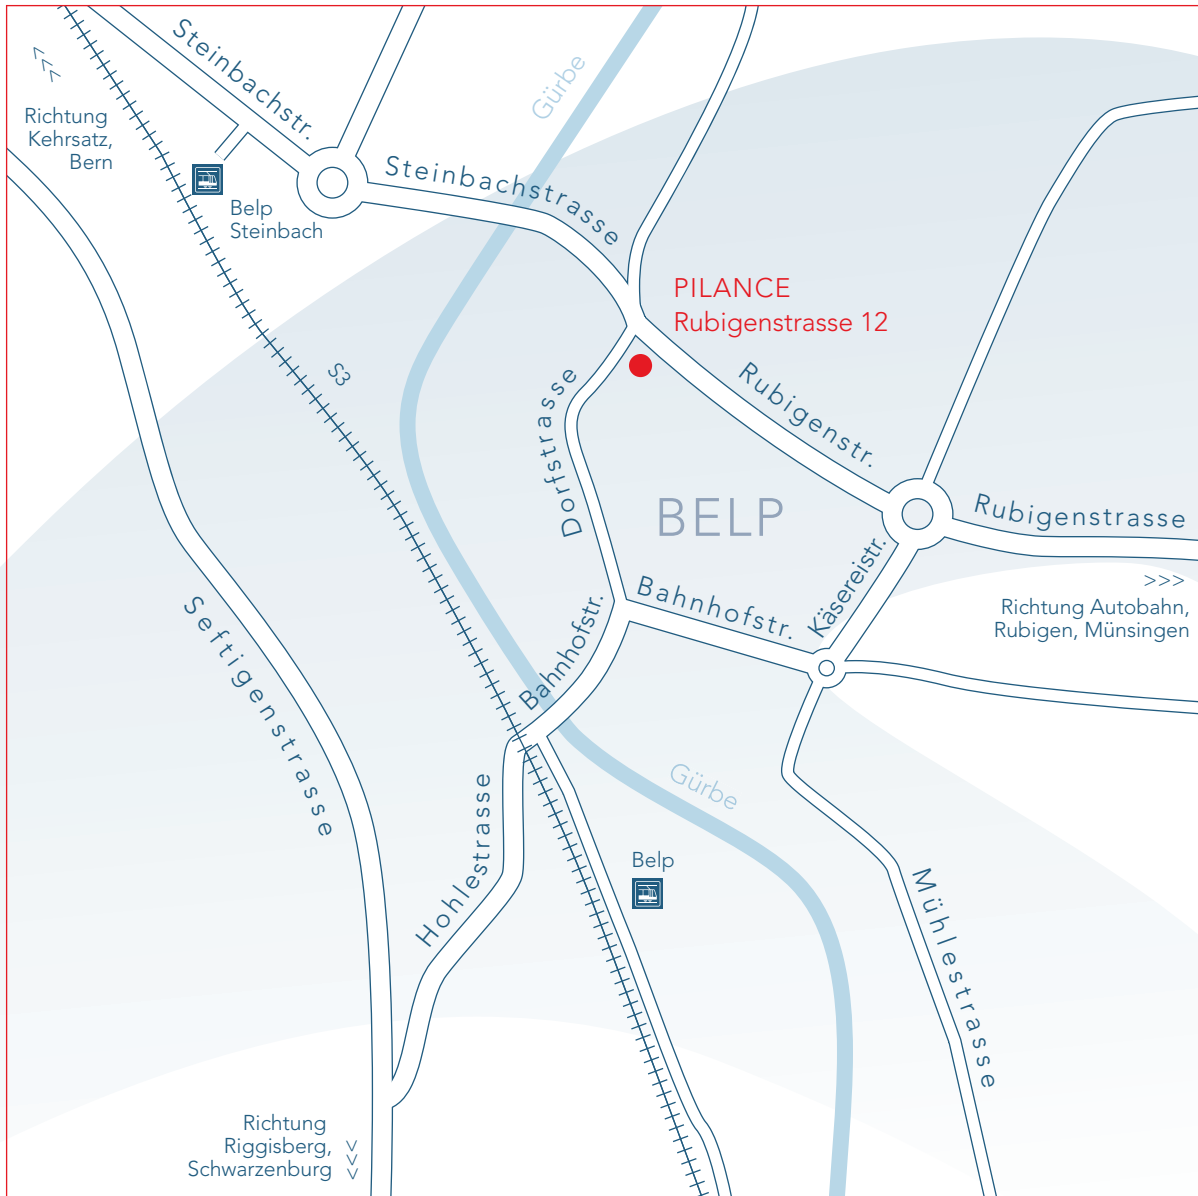 Steinbachstr.
Gürbe
<<<
Richtung
Kehrsatz,
Bern
Steinbachstrasse
Belp
Steinbach
PILANCE
Rubigenstrasse 12
S3
Rubigenstr.
Dorfstrasse
BELP
Rubigenstrasse
>>>
Richtung Autobahn,
Rubigen, Münsingen
Käsereistr.
Bahnhofstr.
Bahnhofstr.
Seftigenstrasse
Gürbe
Hohlestrasse
Belp
Mühlestrasse
Richtung
Riggisberg,
Schwarzenburg
<<<